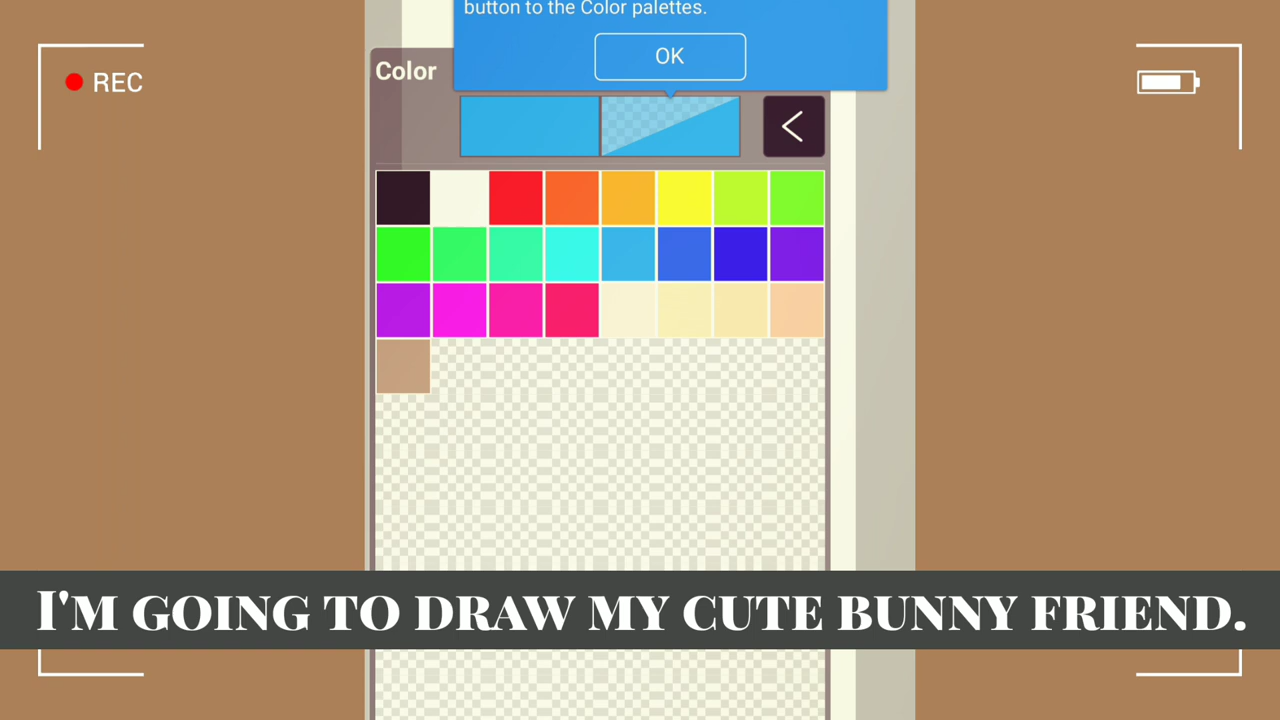 button to the Color palettes.
OK
Color
REC
I'm going to draw my cute bunny friend.